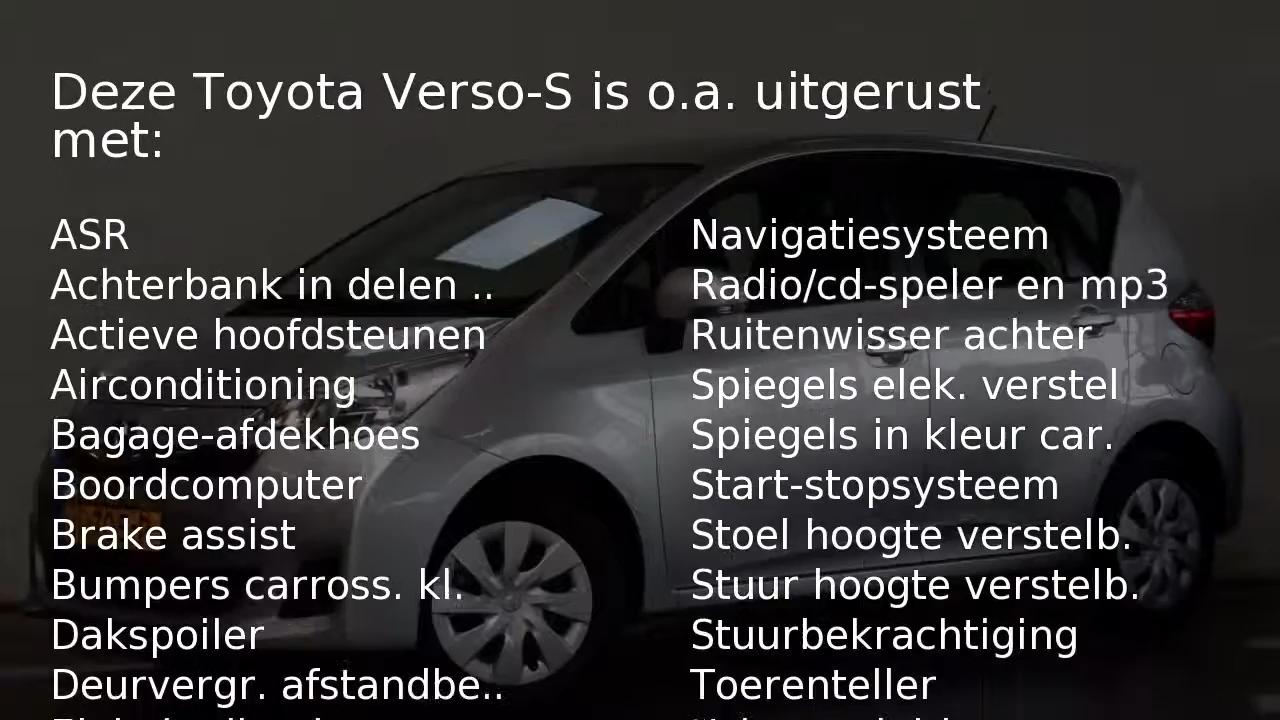 Deze Toyota Verso-S is o.a. uitgerust
met:
ASR
Achterbank in delen ..
Actieve hoofdsteunen
Airconditioning
Bagage-afdekhoes
Boordcomputer
Brake assist
Bumpers carross. kl.
Dakspoiler
Deurvergr. afstandbe..
Navigatiesysteem
Radio/cd-speler en mp3
Ruitenwisser achter
Spiegels elek. verstel
Spiegels in kleur car.
Start-stopsysteem
Stoel hoogte verstelb.
Stuur hoogte verstelb.
Stuurbekrachtiging
Toerenteller